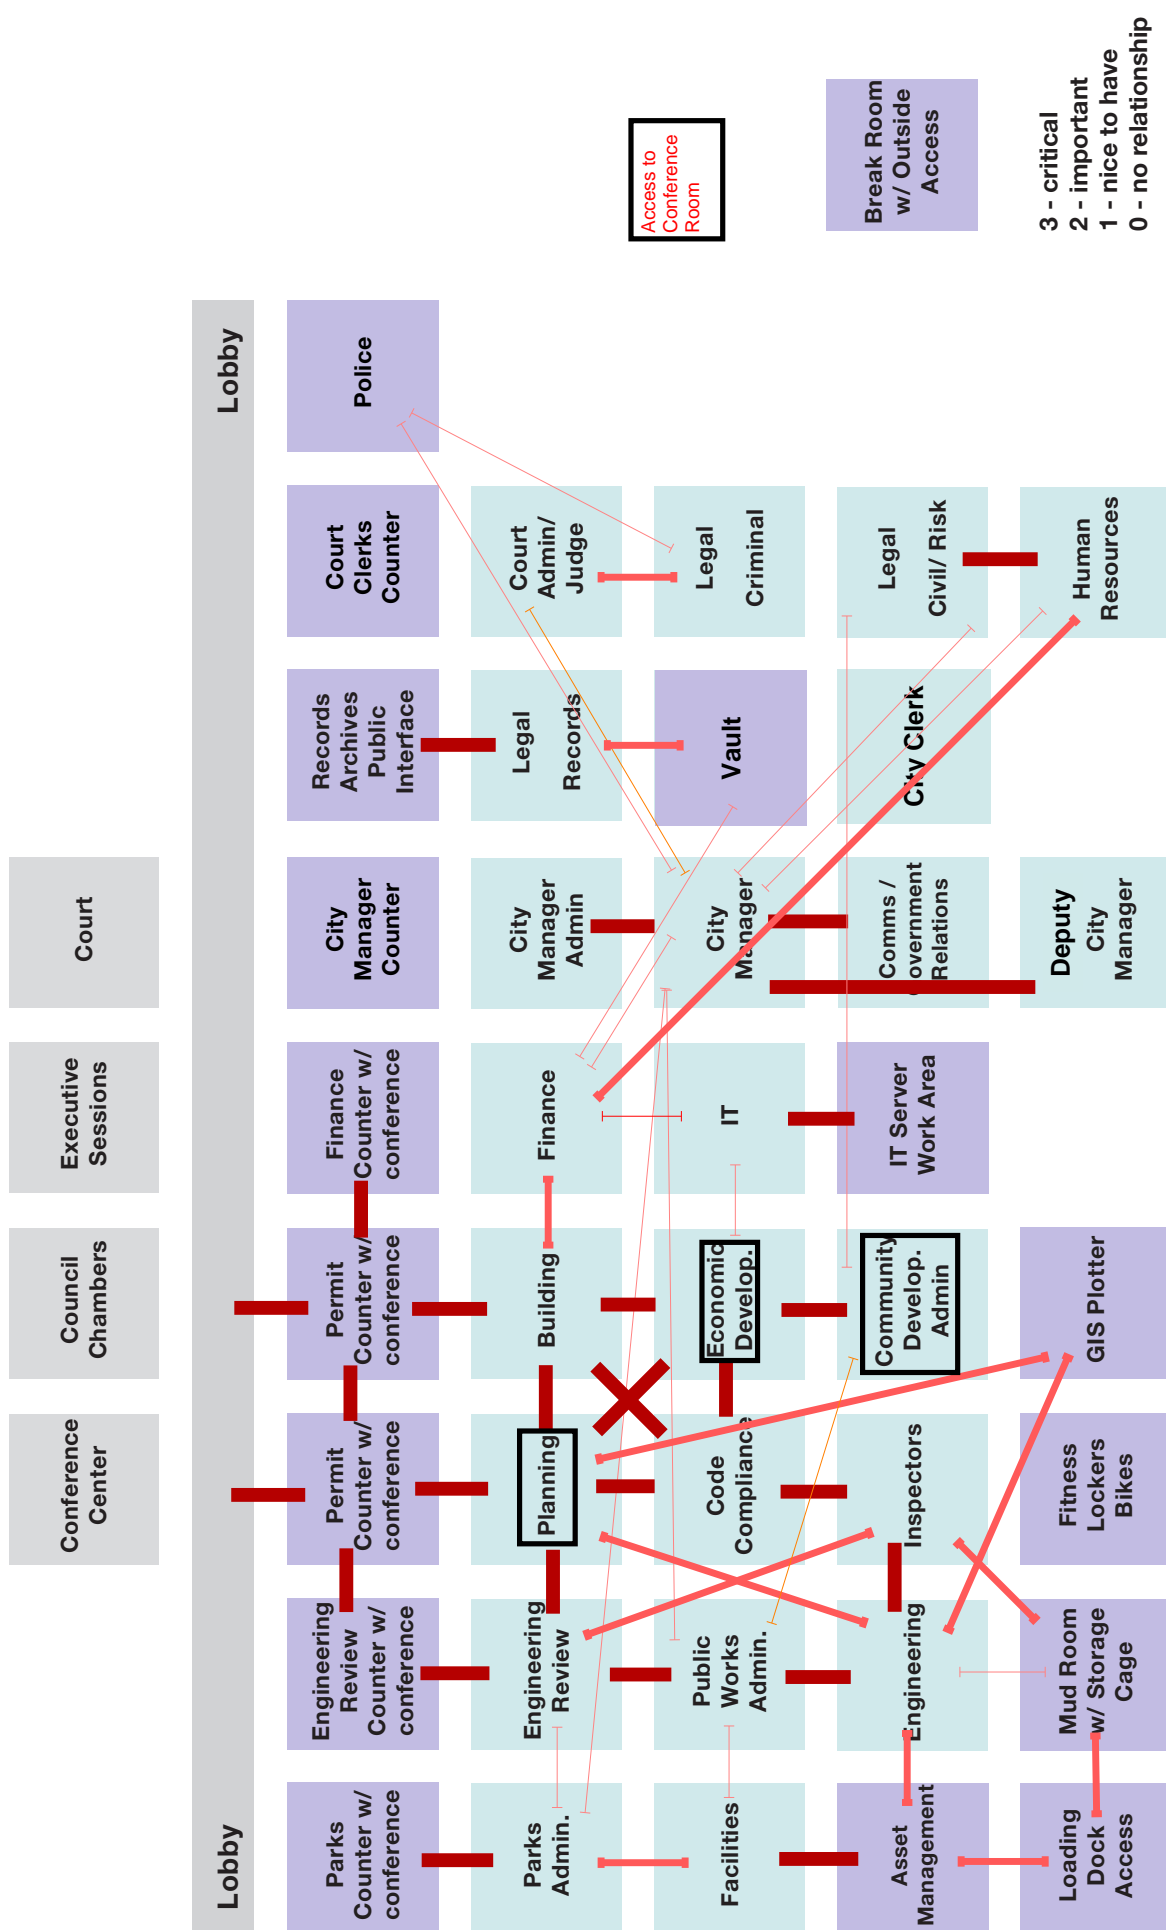 Conference
Center
Council
Chambers
Executive
Sessions
Court
Lobby
Lobby
Parks
Counter w/
conference
Engineering
Review
Counter w/
conference
Permit
Counter w/
conference
Permit
Counter w/
conference
Finance
Counter w/
conference
City
Manager
Counter
Records
Archives
Public
Interface
Court
Clerks
Counter
Police
Parks
Admin.
Engineering
Review
Planning
Building
Finance
City
Manager
Admin
Legal
Records
Court
Admin/
Judge
Facilities
Public
Works
Admin.
Code
Compliance
Economic
Develop.
IT
City
Manager
Vault
Legal
Criminal
Asset
Management
Engineering
Inspectors
Community
Develop.
Admin
IT Server
Work Area
Comms /
Government
Relations
City Clerk
Legal
Civil/ Risk
Loading
Dock
Access
Mud Room
w/ Storage
Cage
Fitness
Lockers
Bikes
GIS Plotter
Deputy
City
Manager
Human
Resources
Access to
Conference
Room
Break Room
w/ Outside
Access
3 - critical
2 - important
1 - nice to have
0 - no relationship